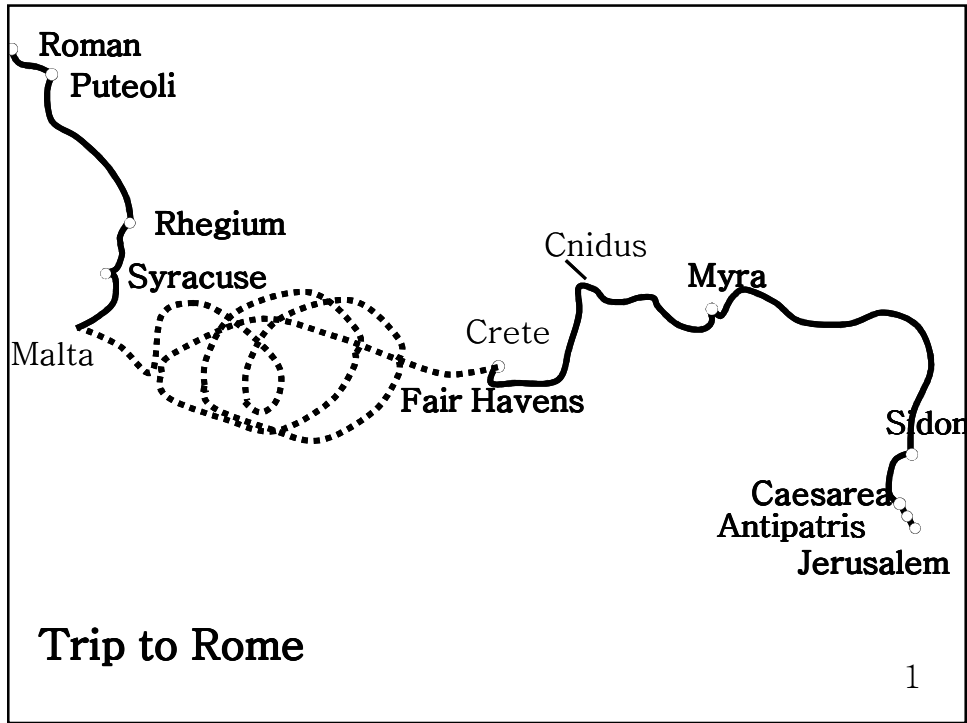 Roman
Puteoli
Rhegium
Cnidus
Syracuse
Myra
Crete
Malta
Fair Havens
Sidon
Caesarea
Antipatris
Jerusalem
Trip to Rome
1